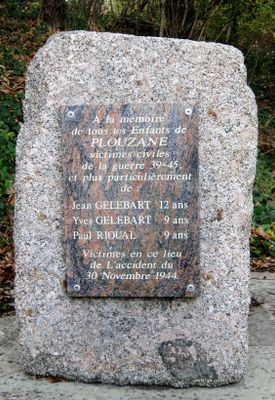 A la mémoire
de tous les Enfants de
PLOUZANE
victimes civiles
de la guerre 39-45
et plus particulièrement
de :
Jean GELEBART 12 ans
Yves GELEBART 9 ans
Paul RIOUAL 9 ans
Victimes en ce lieu
de L'accident du
30 Novembre 1944.